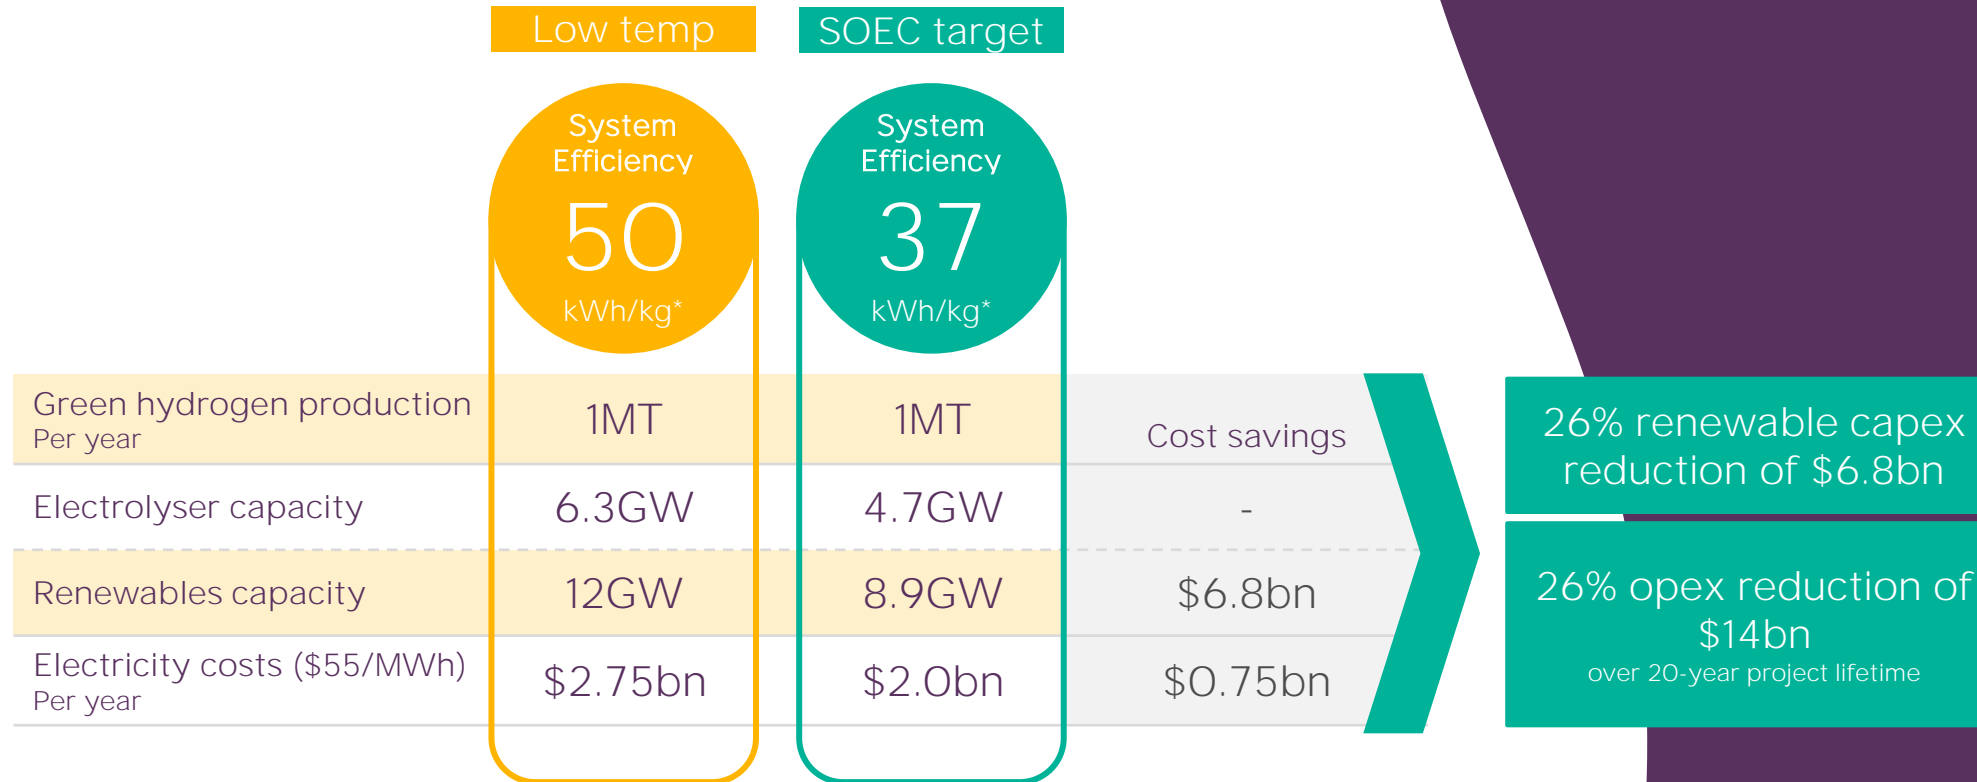 Low temp
SOEC target
System
Efficiency
50
kWh/kg*
System
Efficiency
37
kWh/kg*
Green hydrogen production
Per year
1MT
1MT
Cost savings
Electrolyser capacity
6.3GW
4.7GW
-
Renewables capacity
12GW
8.9GW
$6.8bn
Electricity costs ($55/MWh)
Per year
$2.75bn
$2.0bn
$0.75bn
26% renewable capex
reduction of $6.8bn
26% opex reduction of
$14bn
over 20-year project lifetime